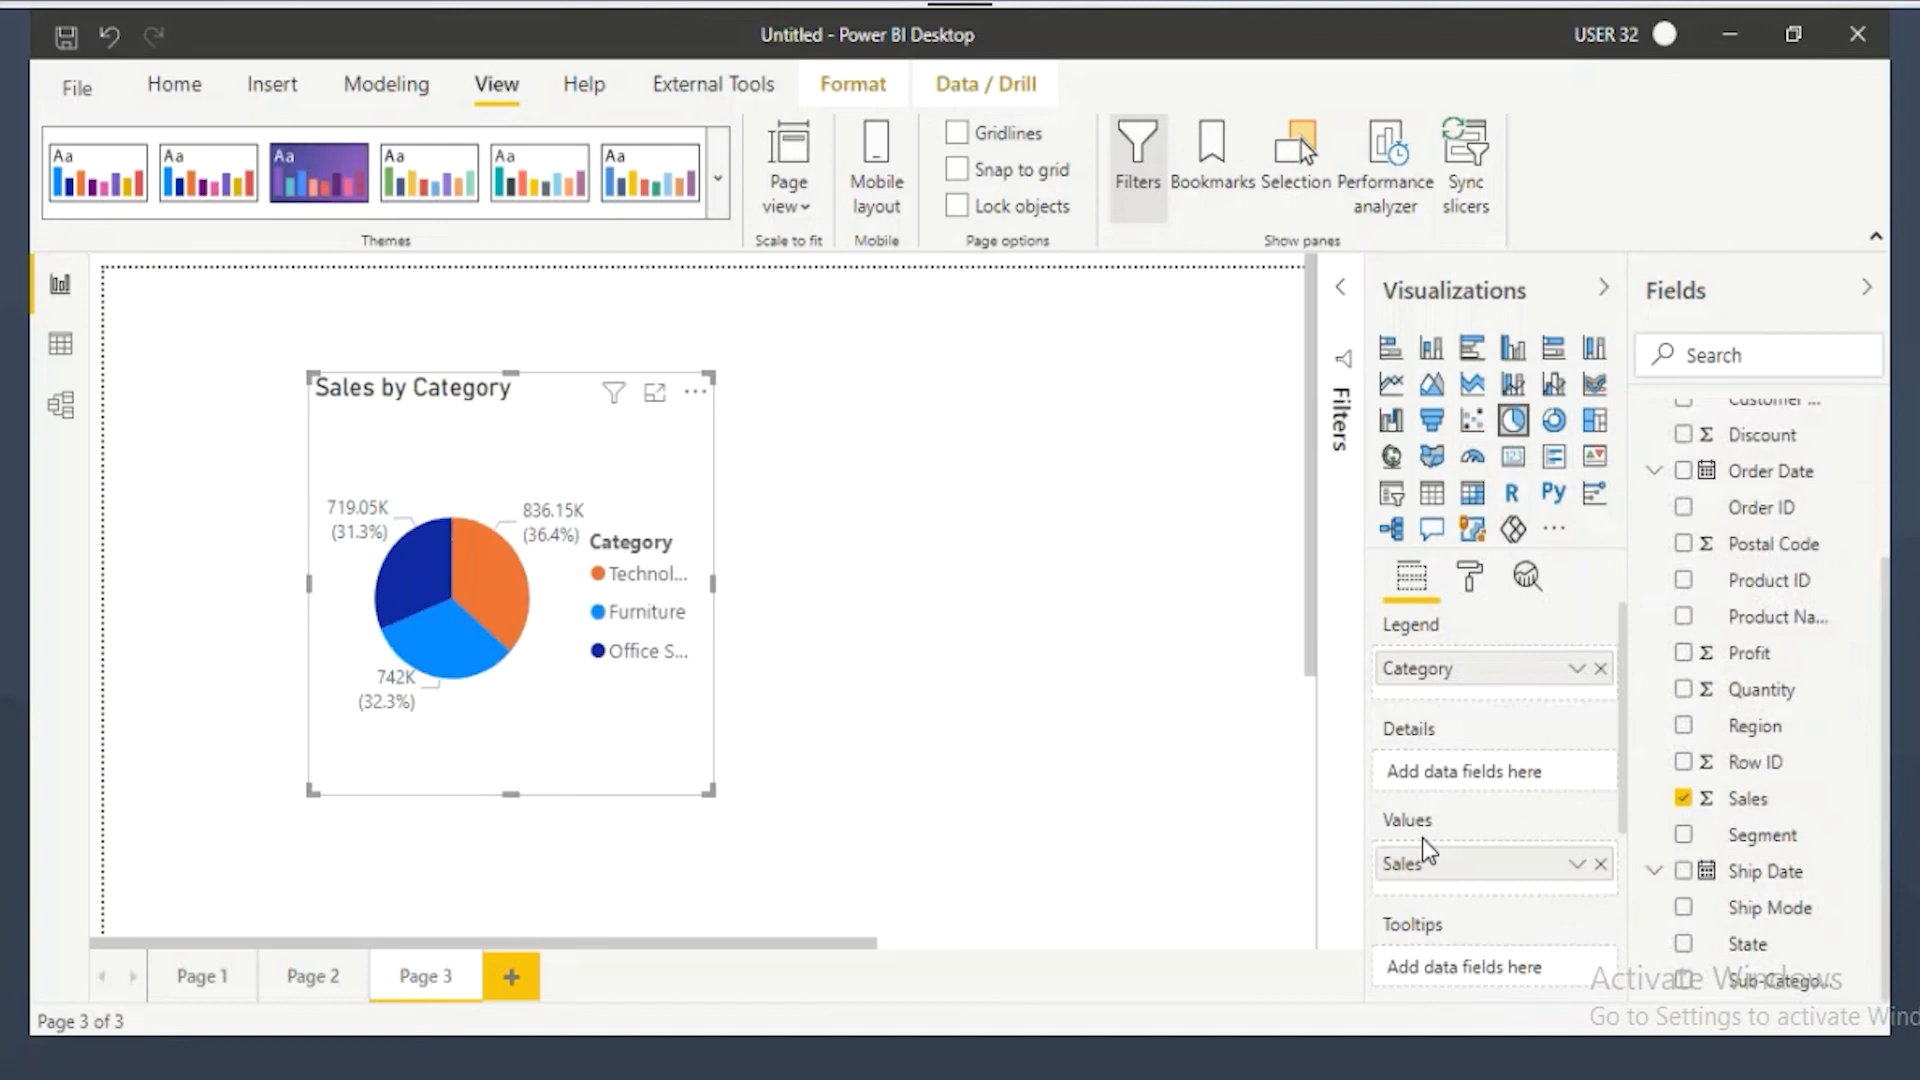 Untitled - Power BI Desktop
USER 32
File
Home
Insert
Modeling
View
Help
External Tools
Format
Data / Drill
Aa
Aa
Aa
Aa
Aa
Aa
Themes
Page
view
Scale to fit
Mobile
layout
Mobile
Gridlines
Snap to grid
Lock objects
Page options
Filters
Bookmarks
Selection
Performance
analyzer
Sync
slicers
Show panes
Sales by Category
719.05K
(31.3%)
836.15K
(36.4%)
742K
(32.3%)
Category
Technol...
Furniture
Office S...
Filters
Visualizations
123
R
Py
Legend
Category
Details
Add data fields here
Values
Sales
Tooltips
Add data fields here
Fields
Search
Customer ...
Discount
Order Date
Order ID
Postal Code
Product ID
Product Na...
Profit
Quantity
Region
Row ID
Sales
Segment
Ship Date
Ship Mode
State
Sub-Catego...
Activate Windows
Go to Settings to activate Wind
Page 1
Page 2
Page 3
Page 3 of 3